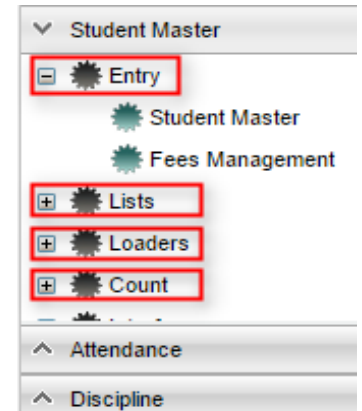 Student Master
Entry
Student Master
Fees Management
Lists
Loaders
Count
Attendance
Discipline